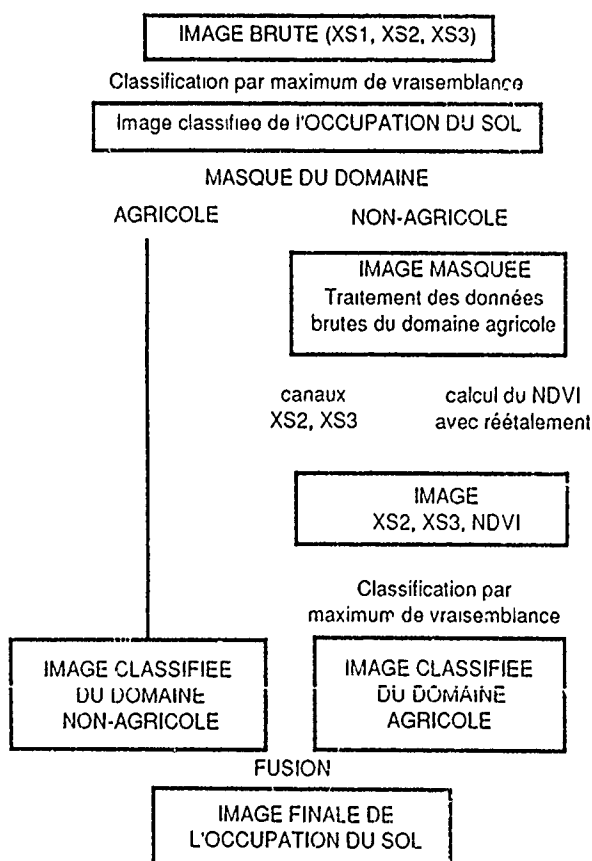 IMAGE BRUTE (XS1, XS2, XS3)
Classification par maximum de vraisemblance
Image classifiee de l'OCCUPATION DU SOL
MASQUE DU DOMAINE
AGRICOLE
NON-AGRICOLE
IMAGE MASQUEE
Traitement des données
brutes du domaine agricole
canaux
XS2, XS3
calcul du NDVI
avec réétalement
IMAGE
XS2, XS3, NDVI
Classification par
maximum de vraisemblance
IMAGE CLASSIFIEE
DU DOMAINE
NON-AGRICOLE
IMAGE CLASSIFIEE
DU DOMAINE
AGRICOLE
FUSION
IMAGE FINALE DE
L'OCCUPATION DU SOL